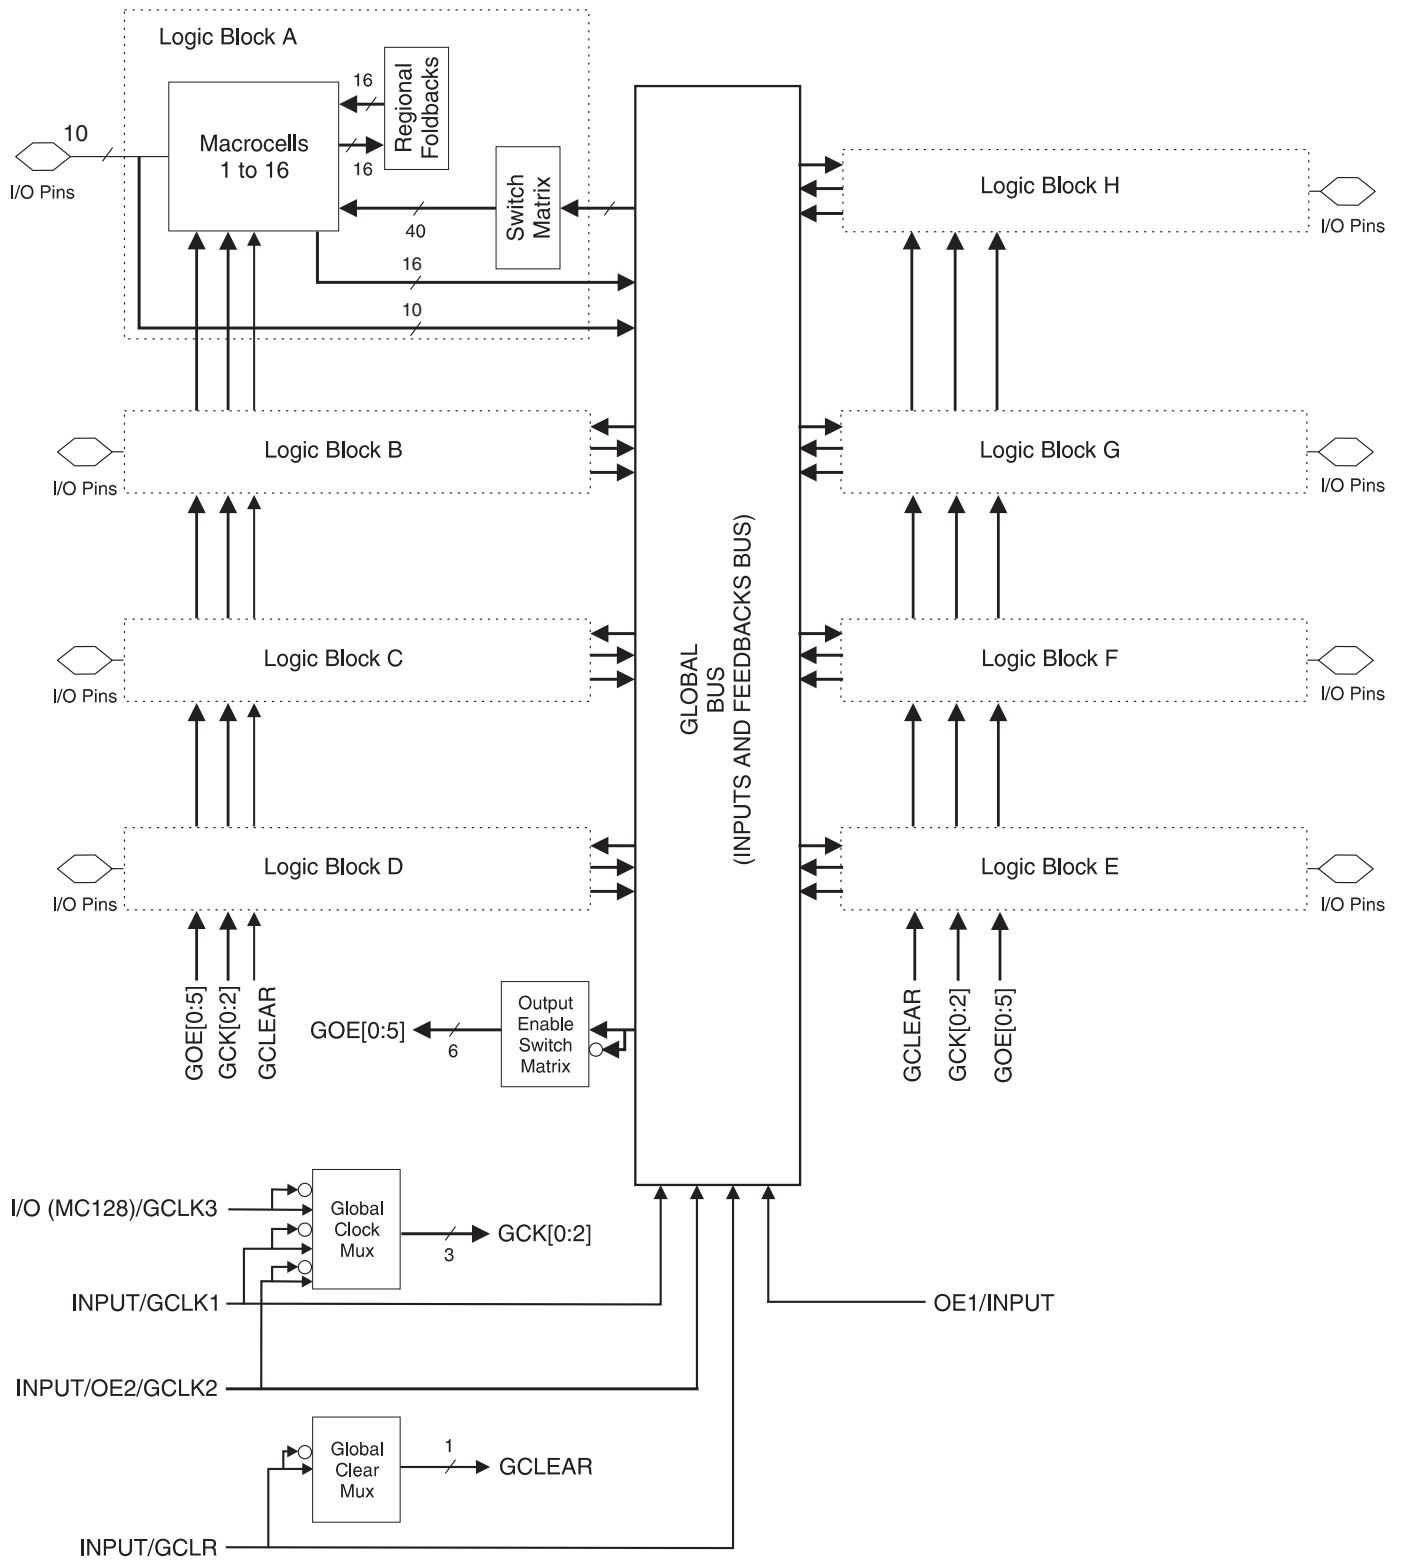 Logic Block A
Macrocells
1 to 16
16
16
Regional
Foldbacks
10
I/O Pins
Switch
Matrix
40
16
10
Logic Block H
I/O Pins
Logic Block B
I/O Pins
Logic Block G
I/O Pins
GLOBAL
BUS
(INPUTS AND FEEDBACKS BUS)
Logic Block C
I/O Pins
Logic Block F
I/O Pins
Logic Block D
I/O Pins
Logic Block E
I/O Pins
GOE[0:5]
GCK[0:2]
GCLEAR
GOE[0:5]
6
Output
Enable
Switch
Matrix
GCLEAR
GCK[0:2]
GOE[0:5]
I/O (MC128)/GCLK3
Global
Clock
Mux
3
GCK[0:2]
INPUT/GCLK1
OE1/INPUT
INPUT/OE2/GCLK2
Global
Clear
Mux
1
GCLEAR
INPUT/GCLR